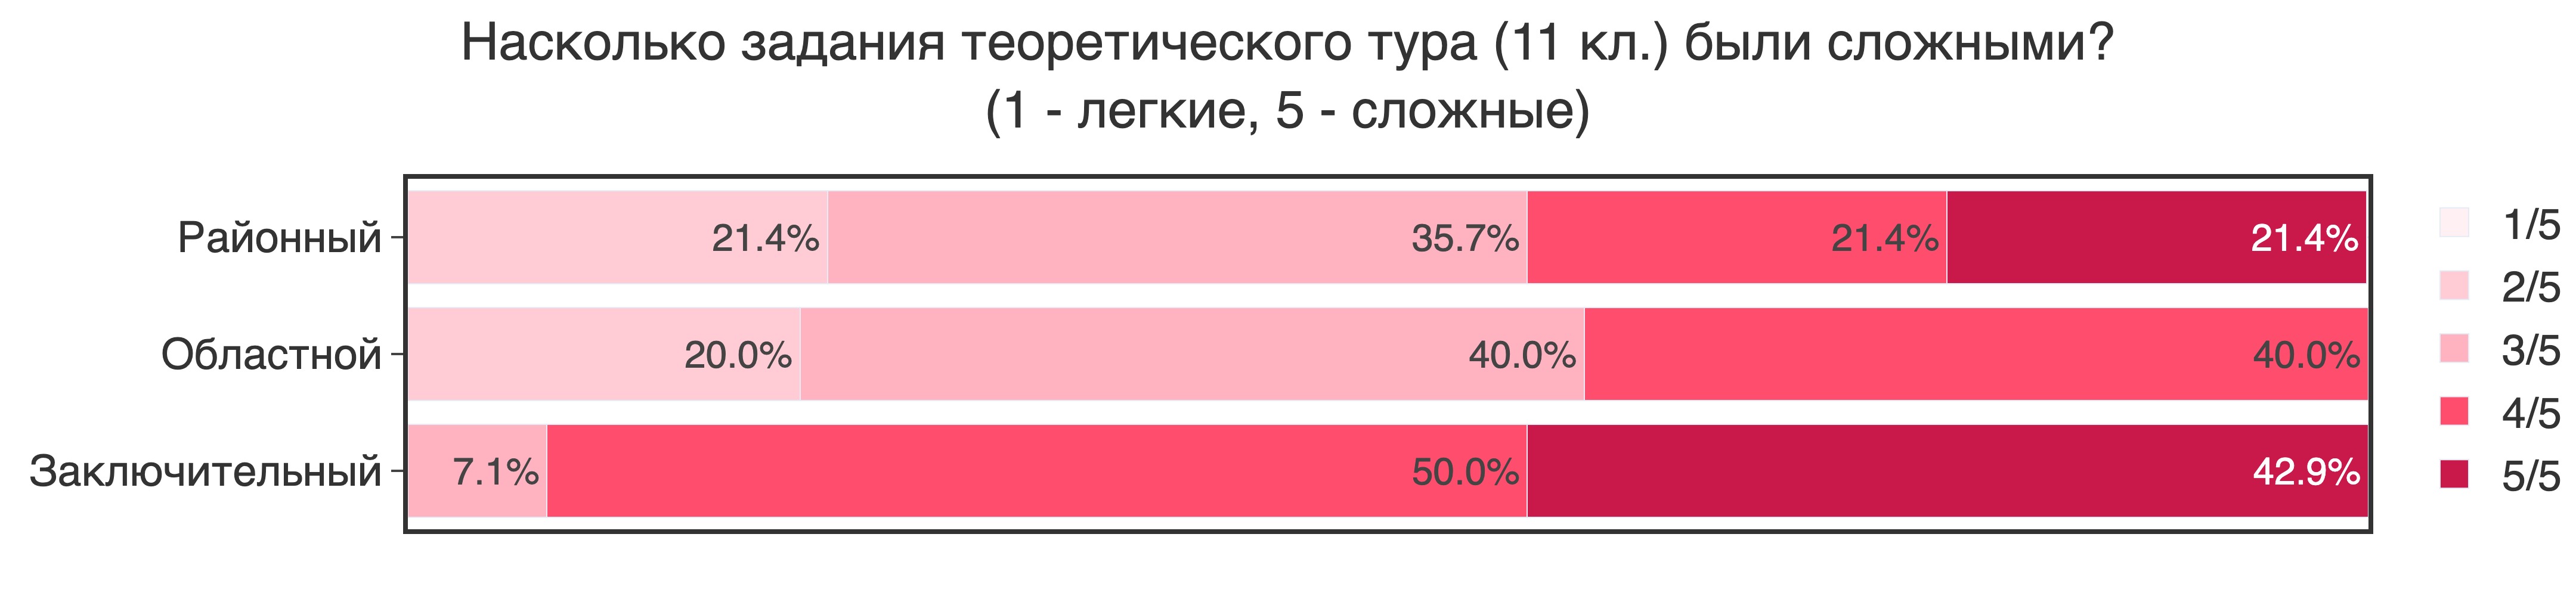 Насколько задания теоретического тура (11 кл.) были сложными?
(1 - легкие, 5 - сложные)
Районный 21.4% 35.7% 21.4% 21.4%
Областной 20.0% 40.0% 40.0%
Заключительный 7.1% 50.0% 42.9%
1/5
2/5
3/5
4/5
5/5